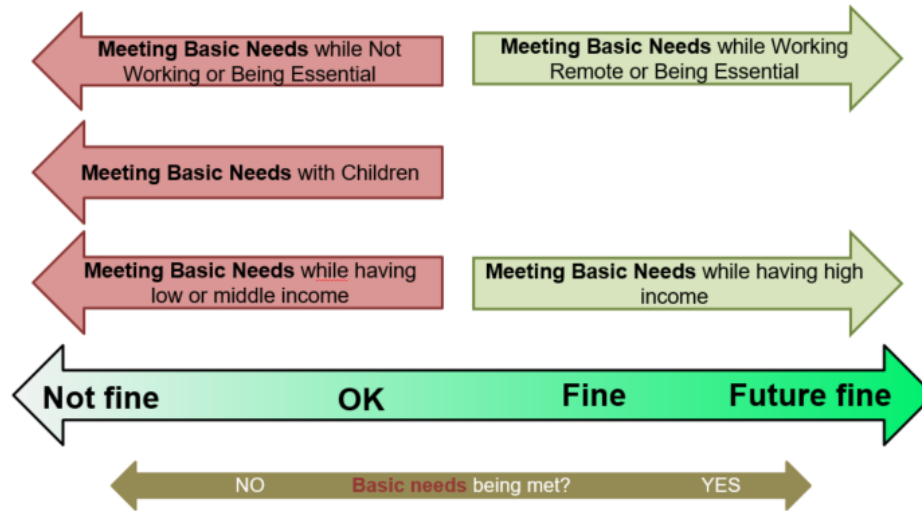 Meeting Basic Needs while Not
Working or Being Essential
Meeting Basic Needs while Working
Remote or Being Essential
Meeting Basic Needs with Children
Meeting Basic Needs while having
low or middle income
Meeting Basic Needs while having high
income
Not fine OK Fine Future fine
NO Basic needs being met? YES